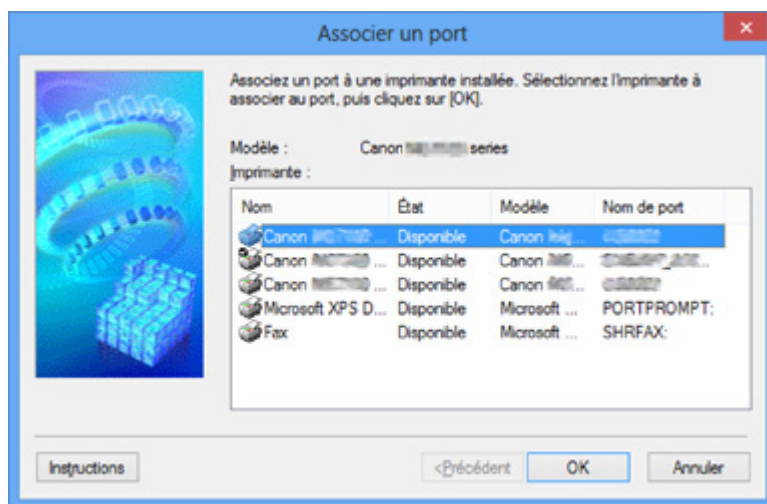 Associer un port
Associez un port à une imprimante installée. Sélectionnez l'imprimante à
associer au port, puis cliquez sur [OK].
Modèle : Canon series
Imprimante :
Nom État Modèle Nom de port
Canon ... Disponible Canon ...
Canon ... Disponible Canon ... ...
Canon ... Disponible Canon ...
Microsoft XPS D... Disponible Microsoft ... PORTPROMPT:
Fax Disponible Microsoft ... SHRFAX:
Instructions <Précédent OK Annuler